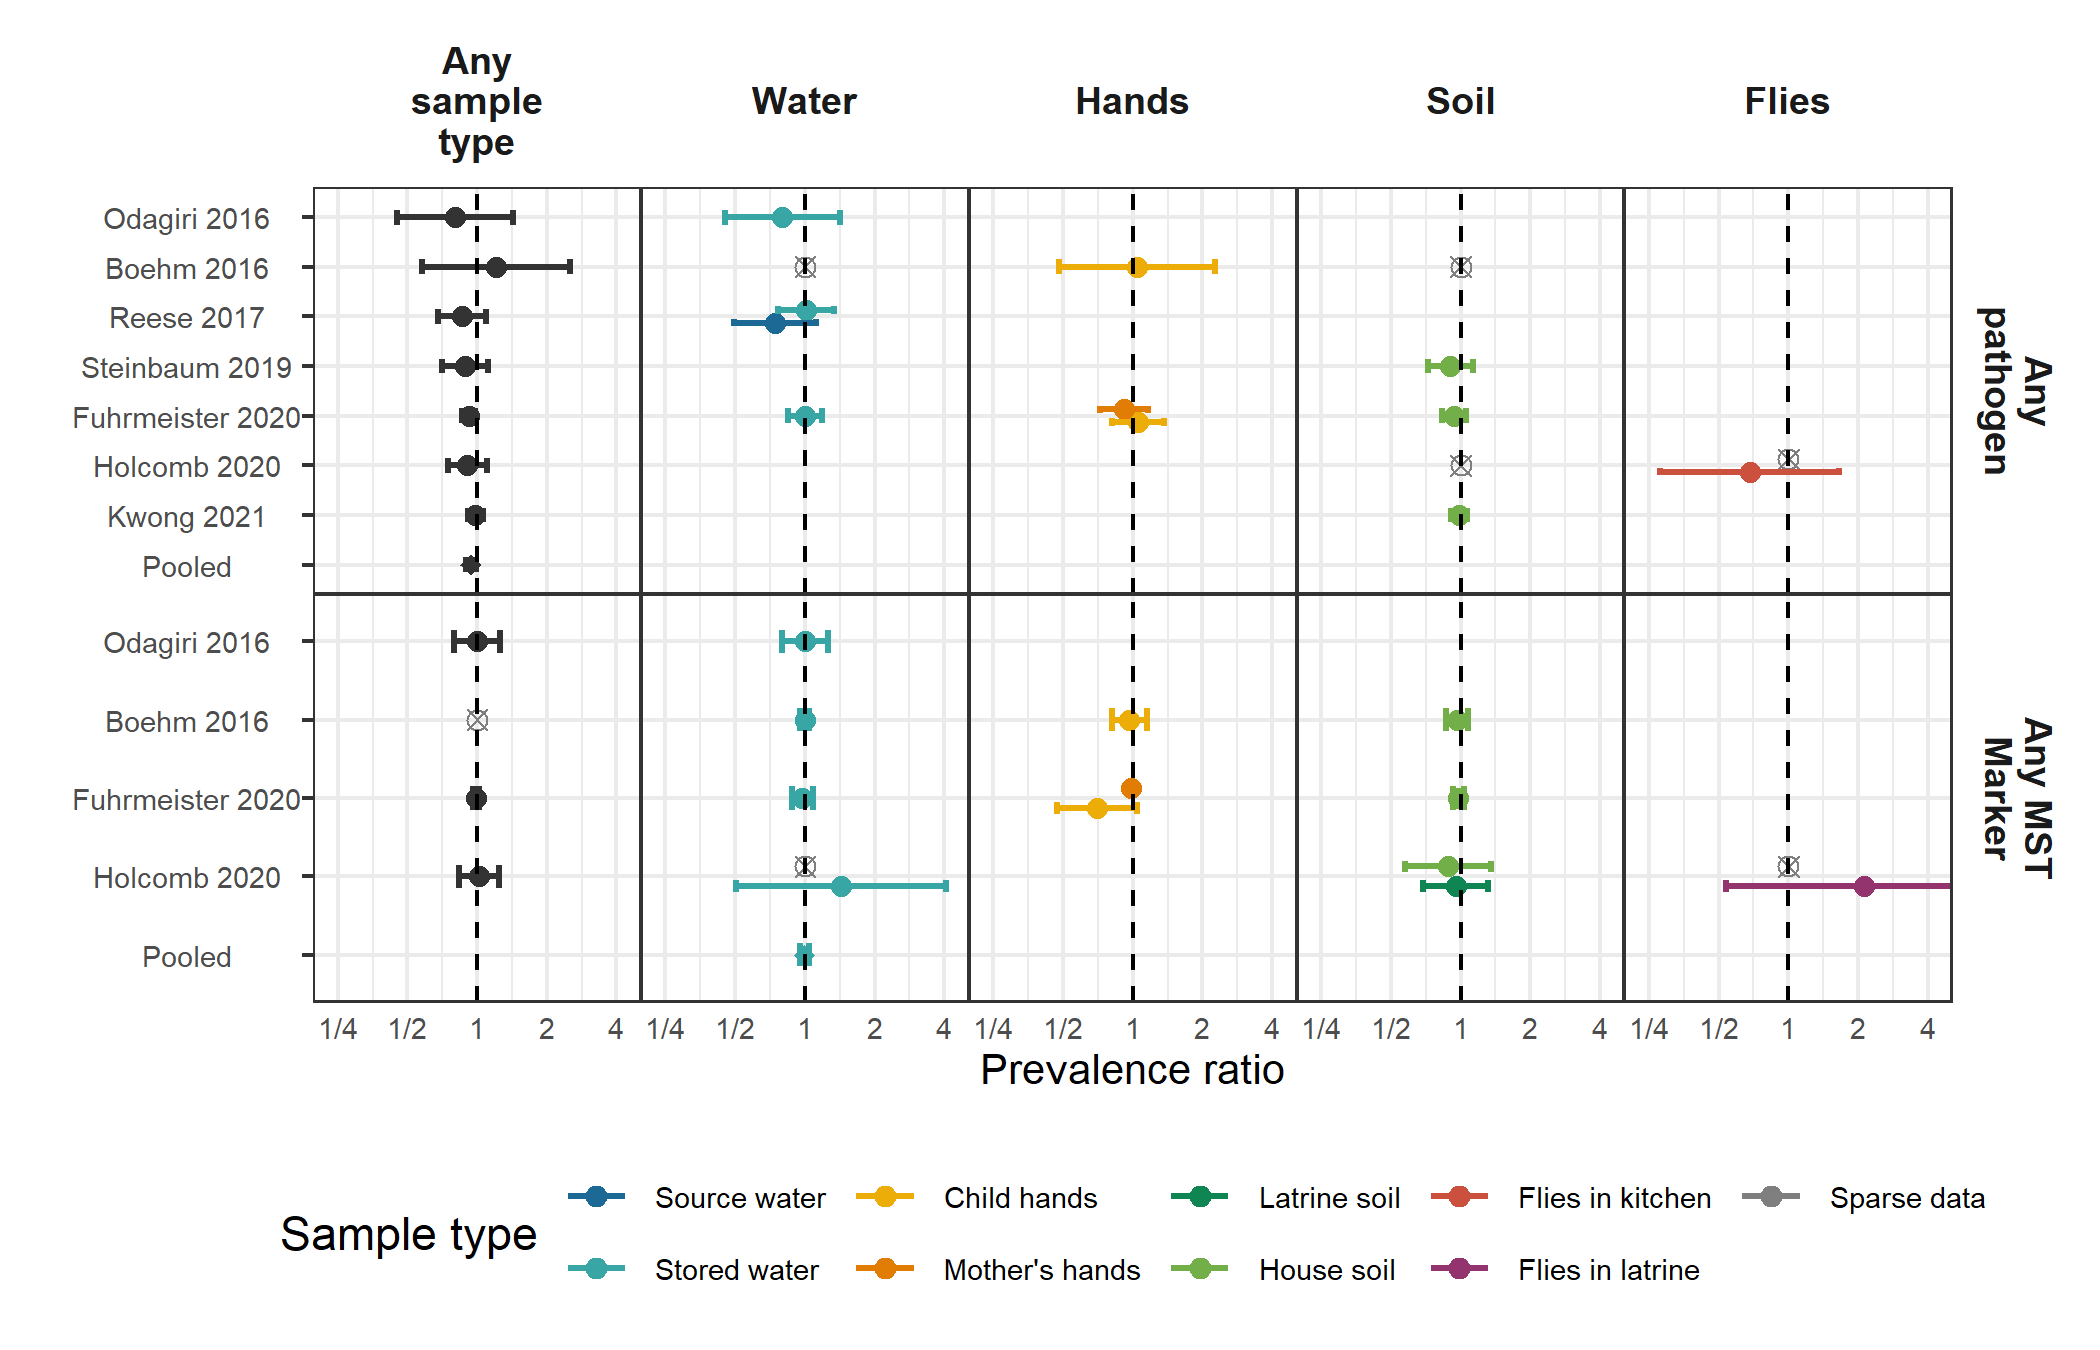 Any
sample
type
Water
Hands
Soil
Flies
Odagiri 2016
Boehm 2016
Reese 2017
Steinbaum 2019
Fuhrmeister 2020
Holcomb 2020
Kwong 2021
Pooled
Any
pathogen
Odagiri 2016
Boehm 2016
Fuhrmeister 2020
Holcomb 2020
Pooled
Any MST
Marker
1/4 1/2 1 2 4 1/4 1/2 1 2 4 1/4 1/2 1 2 4 1/4 1/2 1 2 4 1/4 1/2 1 2 4
Prevalence ratio
Sample type
Source water Child hands Latrine soil Flies in kitchen Sparse data
Stored water Mother's hands House soil Flies in latrine